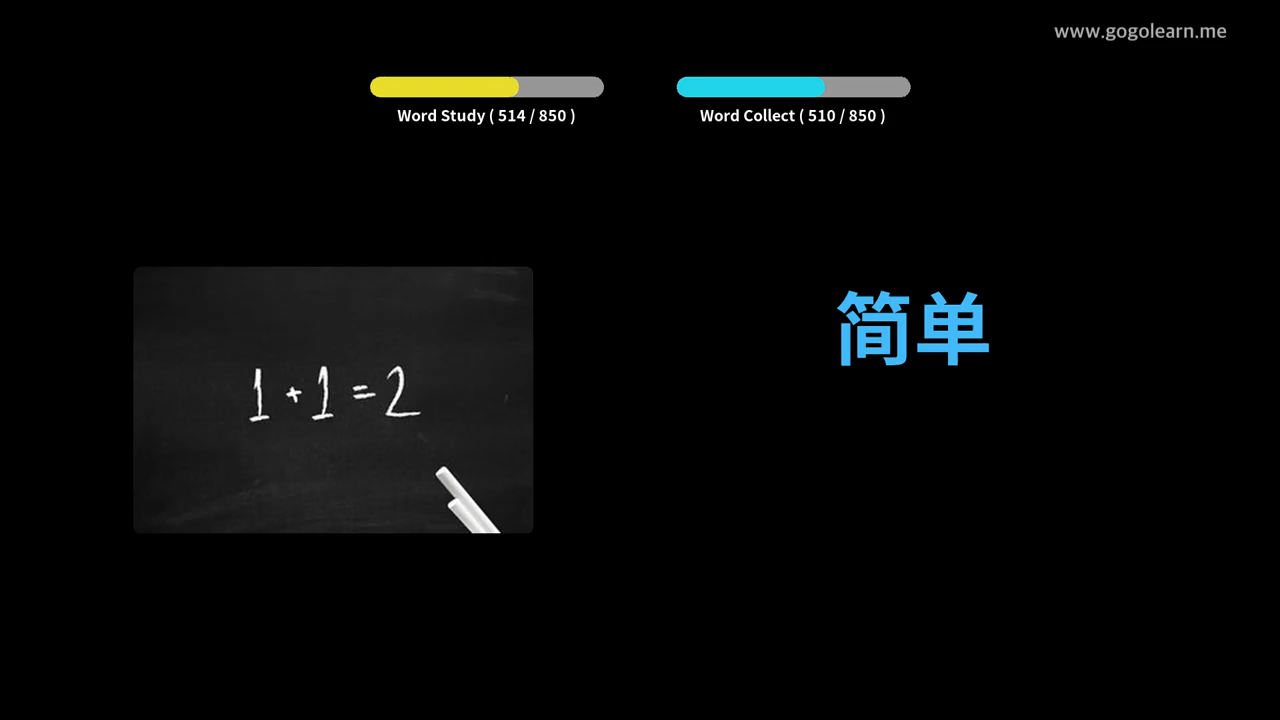 www.gogolearn.me
Word Study ( 514 / 850 )
Word Collect ( 510 / 850 )
简单
1 + 1 = 2